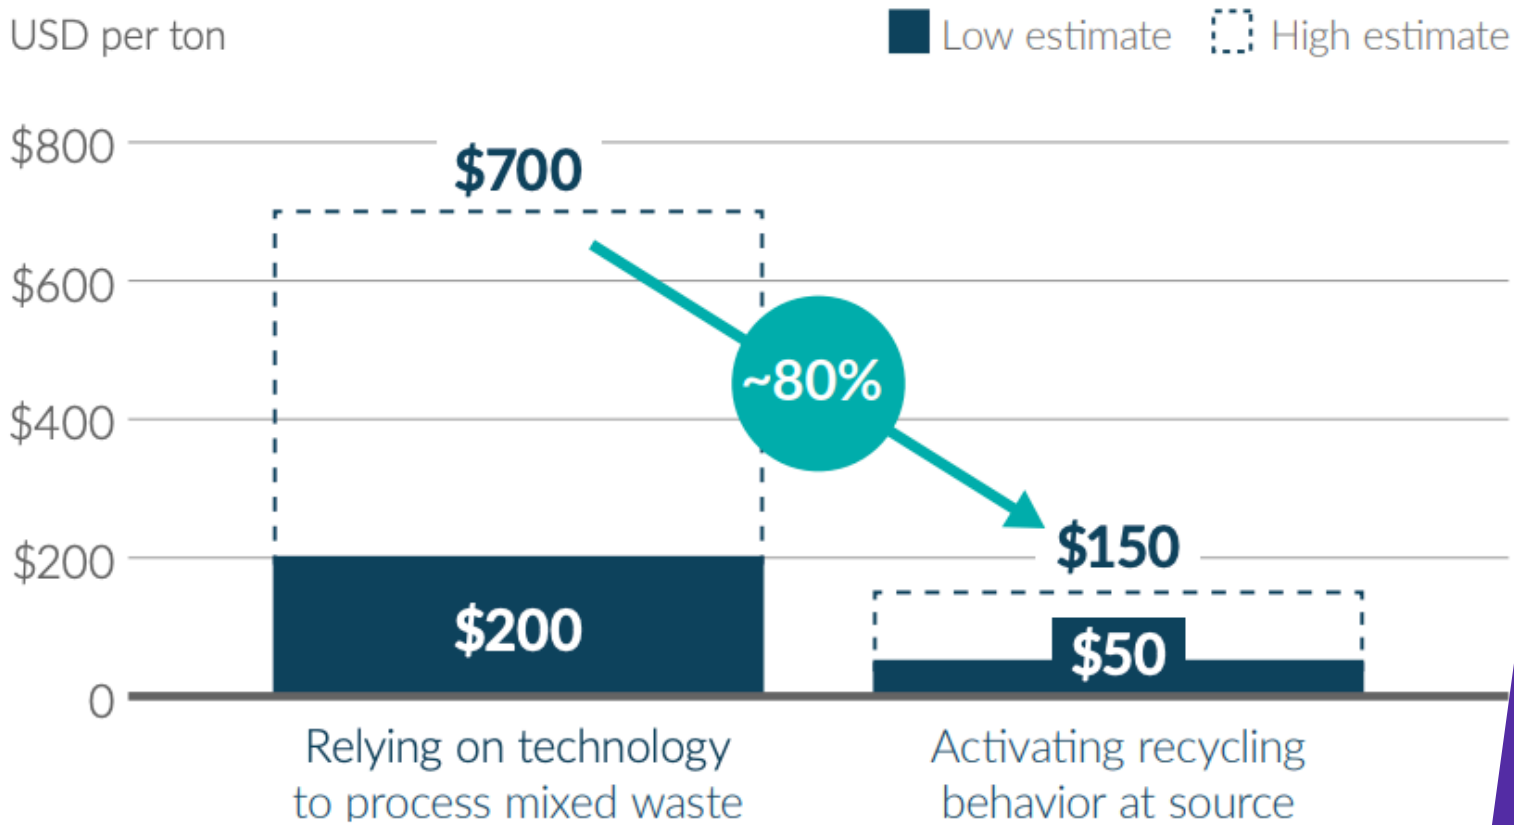 USD per ton
Low estimate
High estimate
$800
$700
$600
~80%
$400
$150
$200
$200
$50
0
Relying on technology
to process mixed waste
Activating recycling
behavior at source